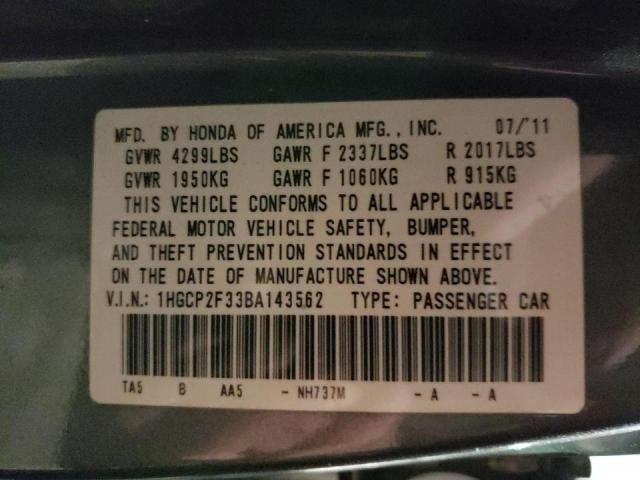 MFD. BY HONDA OF AMERICA MFG., INC. 07/'11
GVWR 4299LBS GAWR F 2337LBS R 2017LBS
GVWR 1950KG GAWR F 1060KG R 915KG
THIS VEHICLE CONFORMS TO ALL APPLICABLE
FEDERAL MOTOR VEHICLE SAFETY, BUMPER,
AND THEFT PREVENTION STANDARDS IN EFFECT
ON THE DATE OF MANUFACTURE SHOWN ABOVE.
V.I.N.: 1HGCP2F33BA143562 TYPE: PASSENGER CAR
TA5 B AA5 - NH737M - A - A